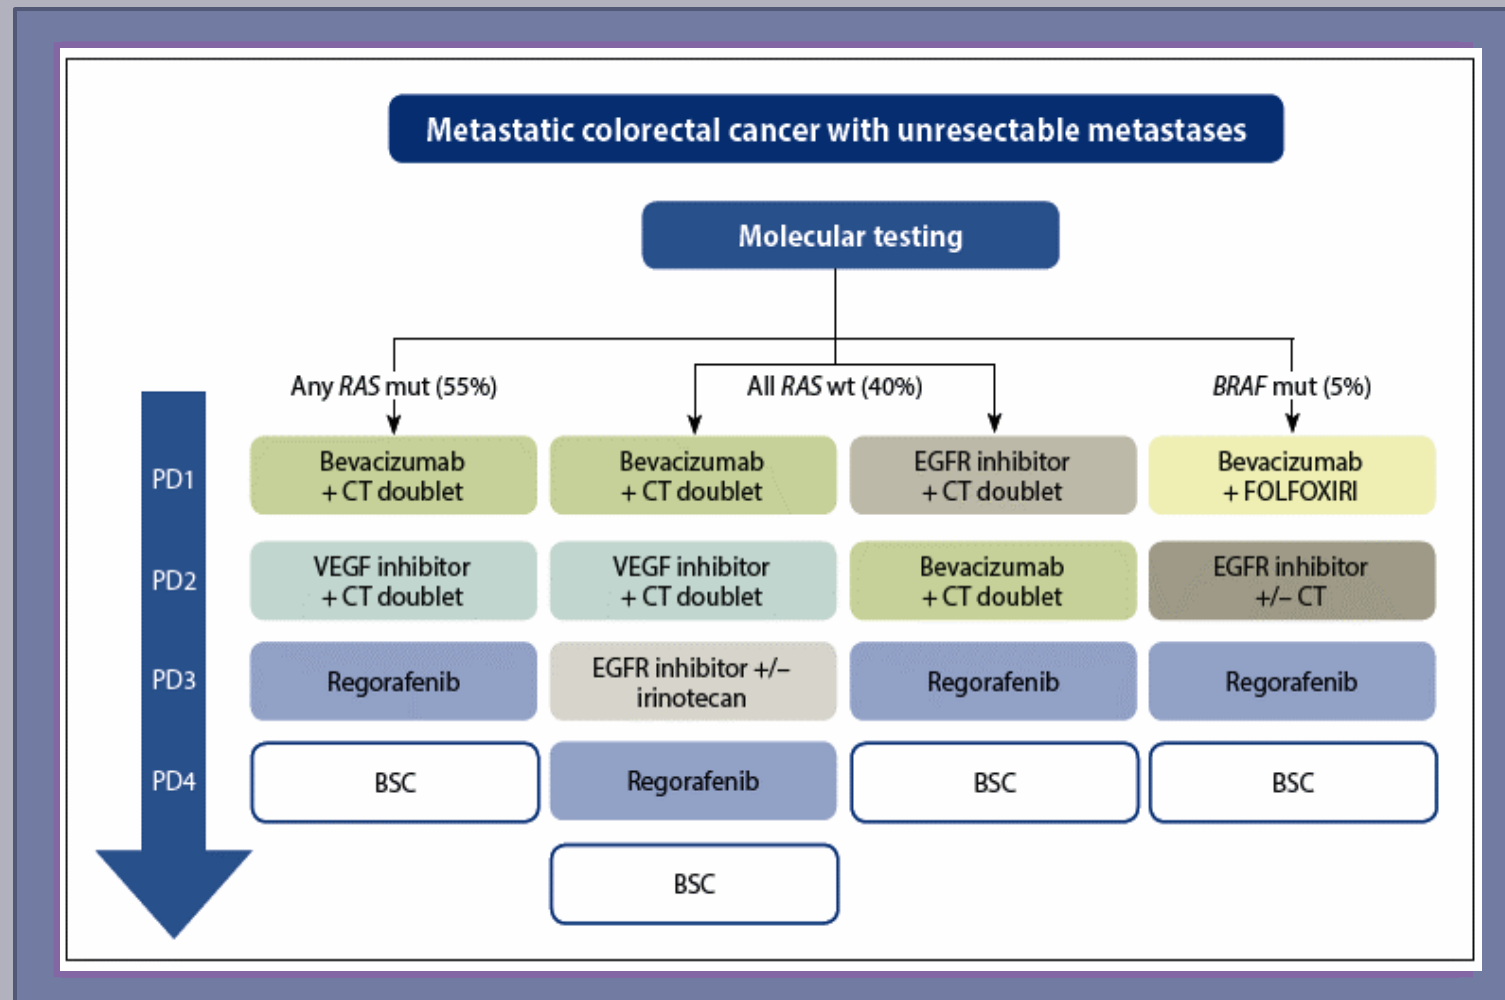 Metastatic colorectal cancer with unresectable metastases
Molecular testing
Any RAS mut (55%)
All RAS wt (40%)
BRAF mut (5%)
PD1
Bevacizumab
+ CT doublet
Bevacizumab
+ CT doublet
EGFR inhibitor
+ CT doublet
Bevacizumab
+ FOLFOXIRI
PD2
VEGF inhibitor
+ CT doublet
VEGF inhibitor
+ CT doublet
Bevacizumab
+ CT doublet
EGFR inhibitor
+/– CT
PD3
Regorafenib
EGFR inhibitor +/–
irinotecan
Regorafenib
Regorafenib
PD4
BSC
Regorafenib
BSC
BSC
BSC